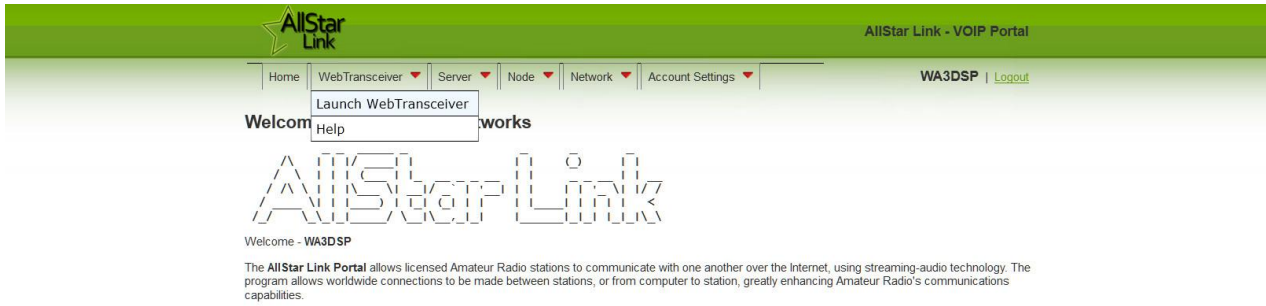 AllStar
Link
AllStar Link - VOIP Portal
Home WebTransceiver Server Node Network Account Settings
WA3DSP | Logout
Launch WebTransceiver
Help
Welcom works
AllStar Link
Welcome - WA3DSP
The AllStar Link Portal allows licensed Amateur Radio stations to communicate with one another over the Internet, using streaming-audio technology. The
program allows worldwide connections to be made between stations, or from computer to station, greatly enhancing Amateur Radio's communications
capabilities.